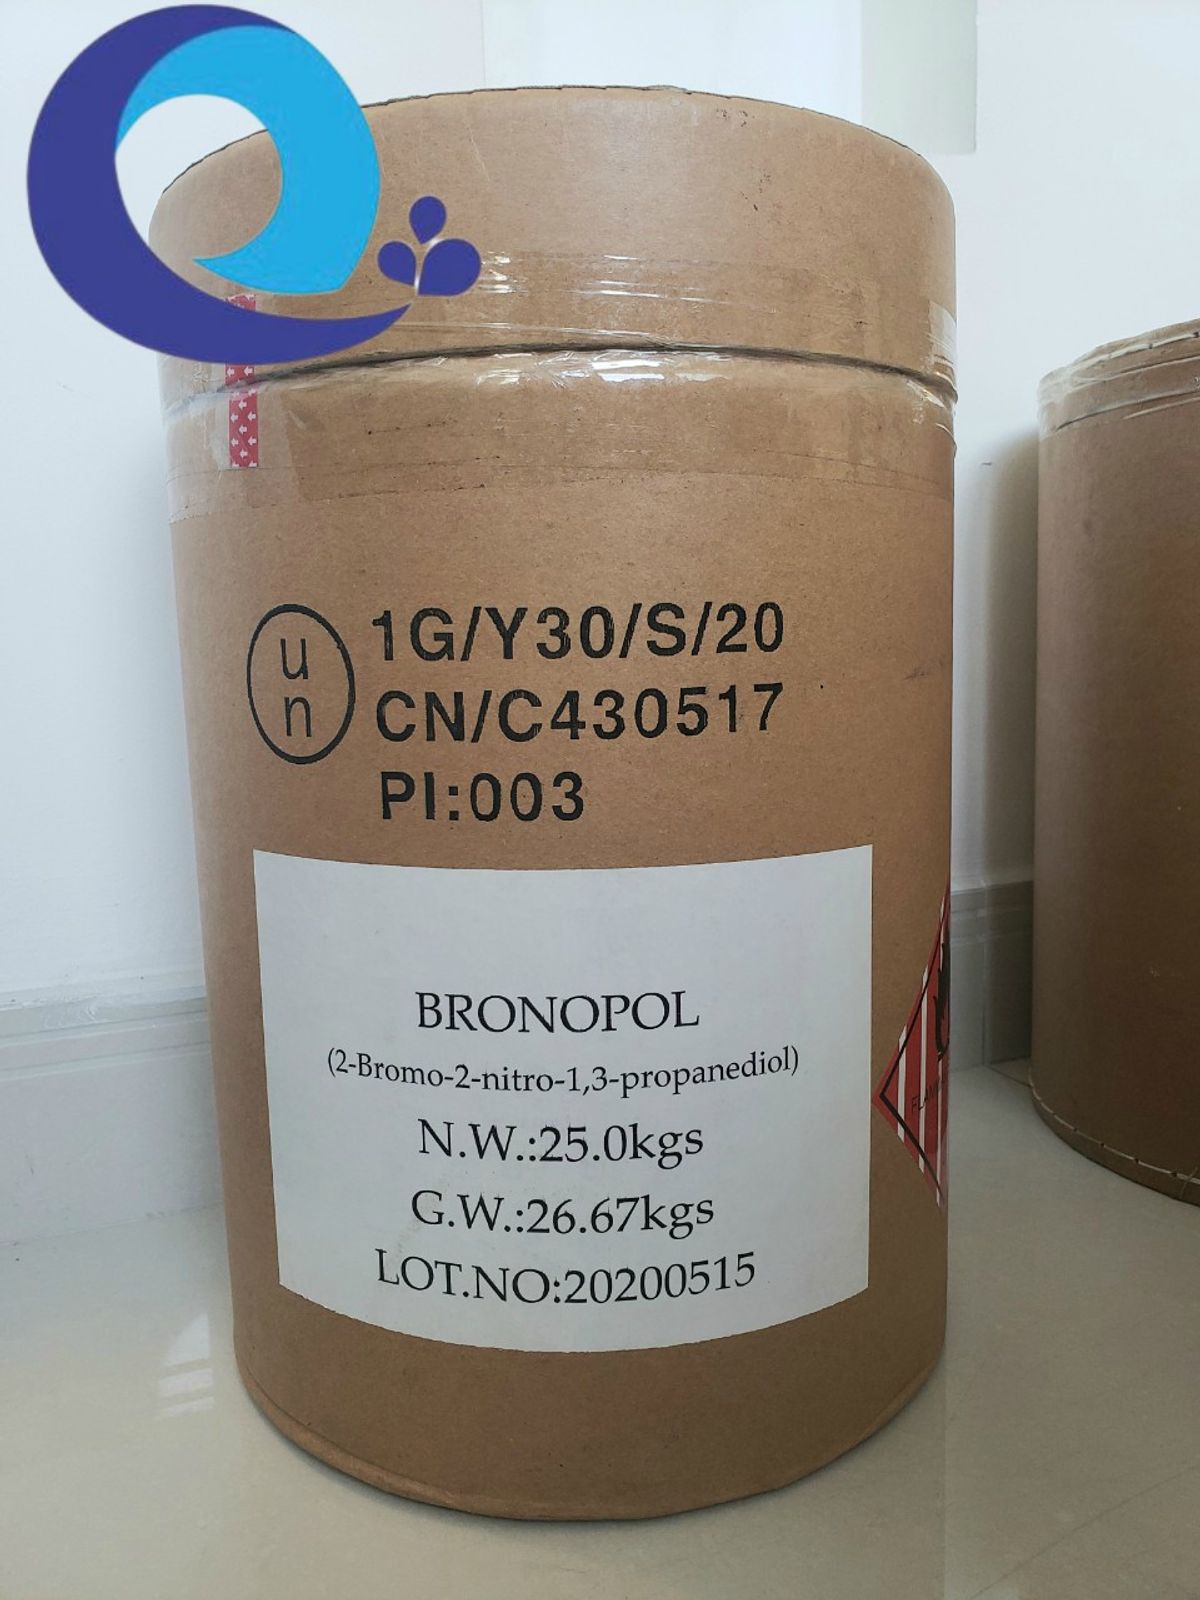 un
1G/Y30/S/20
CN/C430517
PI:003
BRONOPOL
(2-Bromo-2-nitro-1,3-propanediol)
N.W.:25.0kgs
G.W.:26.67kgs
LOT.NO:20200515